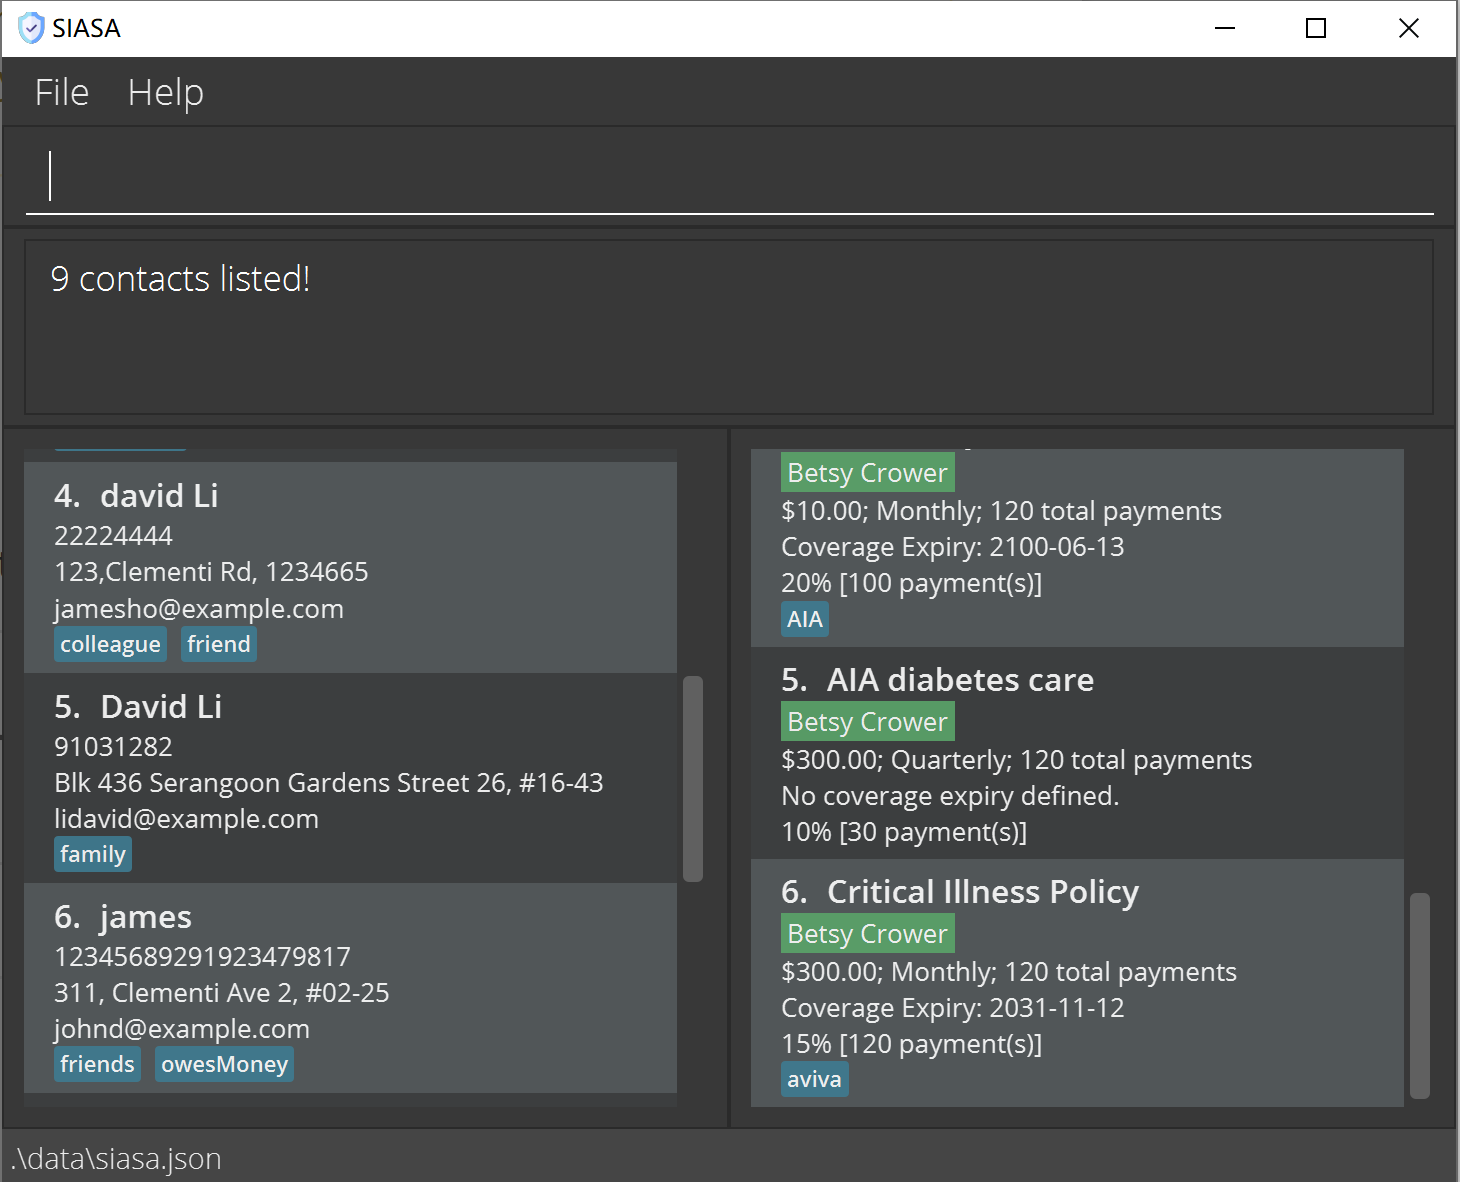 SIASA
File Help
9 contacts listed!
4. david Li
22224444
123,Clementi Rd, 1234665
jamesho@example.com
colleague friend
5. David Li
91031282
Blk 436 Serangoon Gardens Street 26, #16-43
lidavid@example.com
family
6. james
12345689291923479817
311, Clementi Ave 2, #02-25
johnd@example.com
friends owesMoney
Betsy Crower
$10.00; Monthly; 120 total payments
Coverage Expiry: 2100-06-13
20% [100 payment(s)]
AIA
5. AIA diabetes care
Betsy Crower
$300.00; Quarterly; 120 total payments
No coverage expiry defined.
10% [30 payment(s)]
6. Critical Illness Policy
Betsy Crower
$300.00; Monthly; 120 total payments
Coverage Expiry: 2031-11-12
15% [120 payment(s)]
aviva
.\data\siasa.json